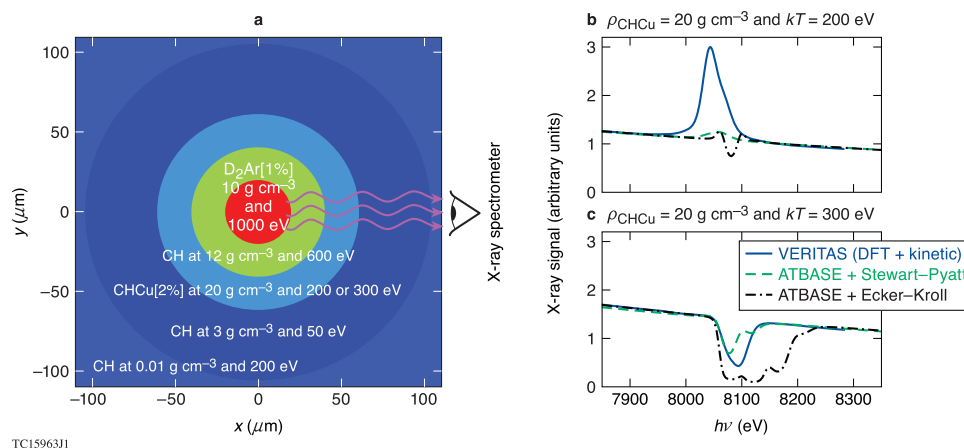 a
100
50
0
−50
−100
y (μm)
−100 −50 0 50 100
x (μm)
D2Ar[1%]
10 g cm–3
and
1000 eV
CH at 12 g cm–3 and 600 eV
CHCu[2%] at 20 g cm–3 and 200 or 300 eV
CH at 3 g cm–3 and 50 eV
CH at 0.01 g cm–3 and 200 eV
X-ray spectrometer
TC15963J1
b ρCHCu = 20 g cm–3 and kT = 200 eV
3
2
1
0
X-ray signal (arbitrary units)
c ρCHCu = 20 g cm–3 and kT = 300 eV
3
2
1
0
VERITAS (DFT + kinetic)
ATBASE + Stewart–Pyatt
ATBASE + Ecker–Kroll
7900 8000 8100 8200 8300
hν (eV)